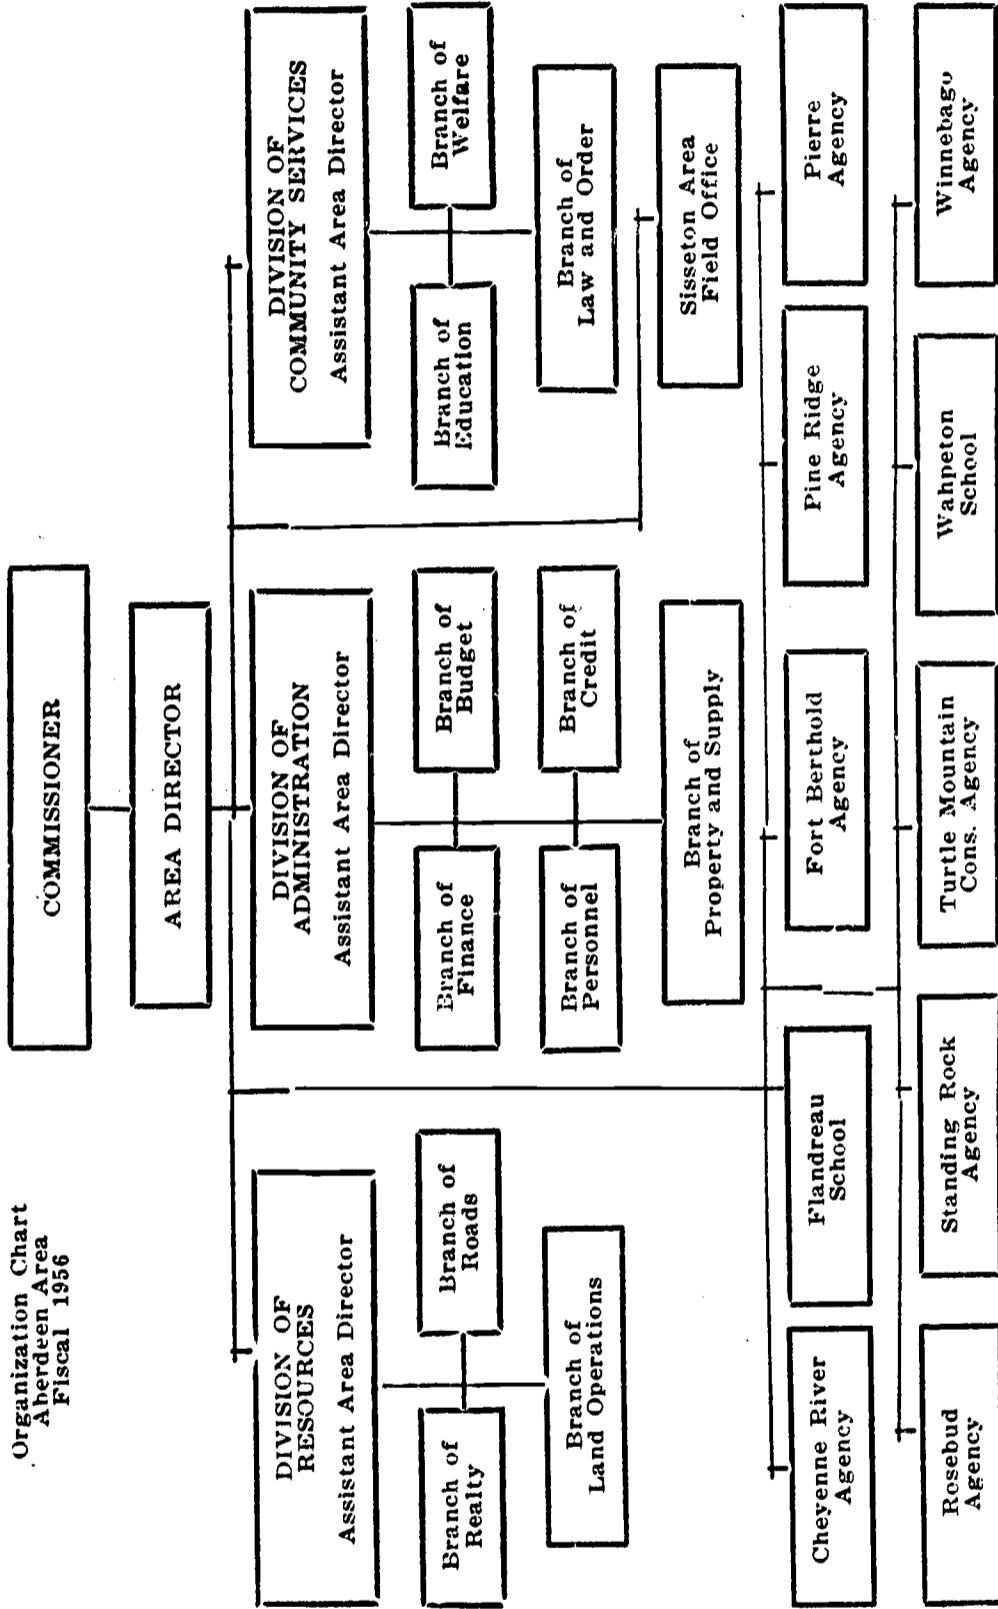 Organization Chart
Aberdeen Area
Fiscal 1956
COMMISSIONER
AREA DIRECTOR
DIVISION OF
RESOURCES
Assistant Area Director
Branch of
Realty
Branch of
Roads
Branch of
Land Operations
DIVISION OF
ADMINISTRATION
Assistant Area Director
Branch of
Finance
Branch of
Budget
Branch of
Personnel
Branch of
Credit
Branch of
Property and Supply
DIVISION OF
COMMUNITY SERVICES
Assistant Area Director
Branch of
Education
Branch of
Welfare
Branch of
Law and Order
Sisseton Area
Field Office
Cheyenne River
Agency
Flandreau
School
Fort Berthold
Agency
Pine Ridge
Agency
Pierre
Agency
Rosebud
Agency
Standing Rock
Agency
Turtle Mountain
Cons. Agency
Wahpeton
School
Winnebago
Agency